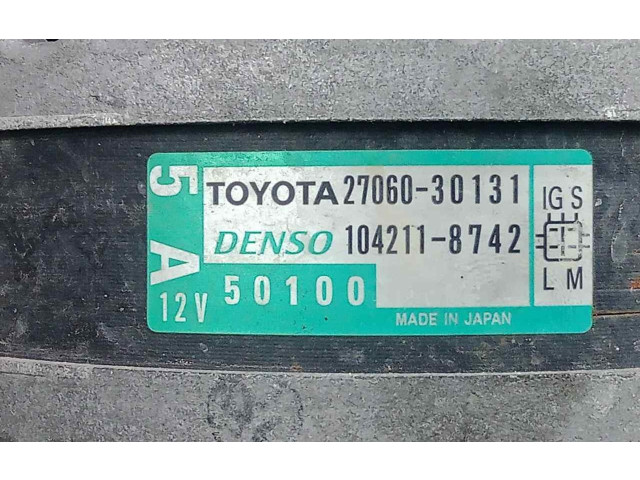 5 A
TOYOTA 27060-30131
DENSO 104211-8742
12V 50100
MADE IN JAPAN
IG S
L M